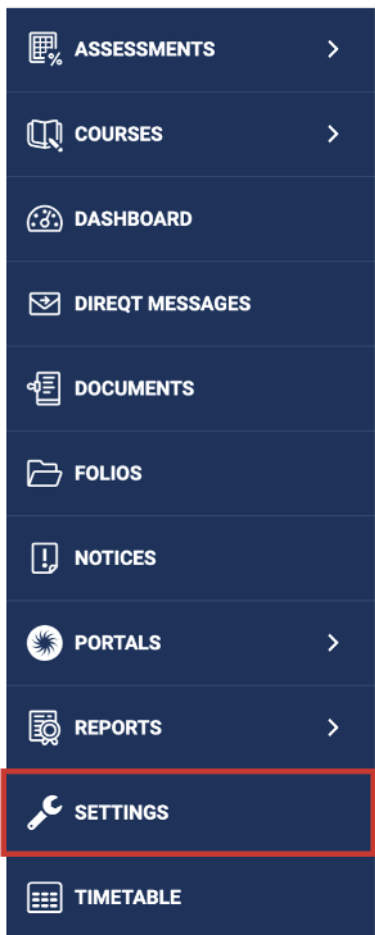 ASSESSMENTS
COURSES
DASHBOARD
DIREQT MESSAGES
DOCUMENTS
FOLIOS
NOTICES
PORTALS
REPORTS
SETTINGS
TIMETABLE